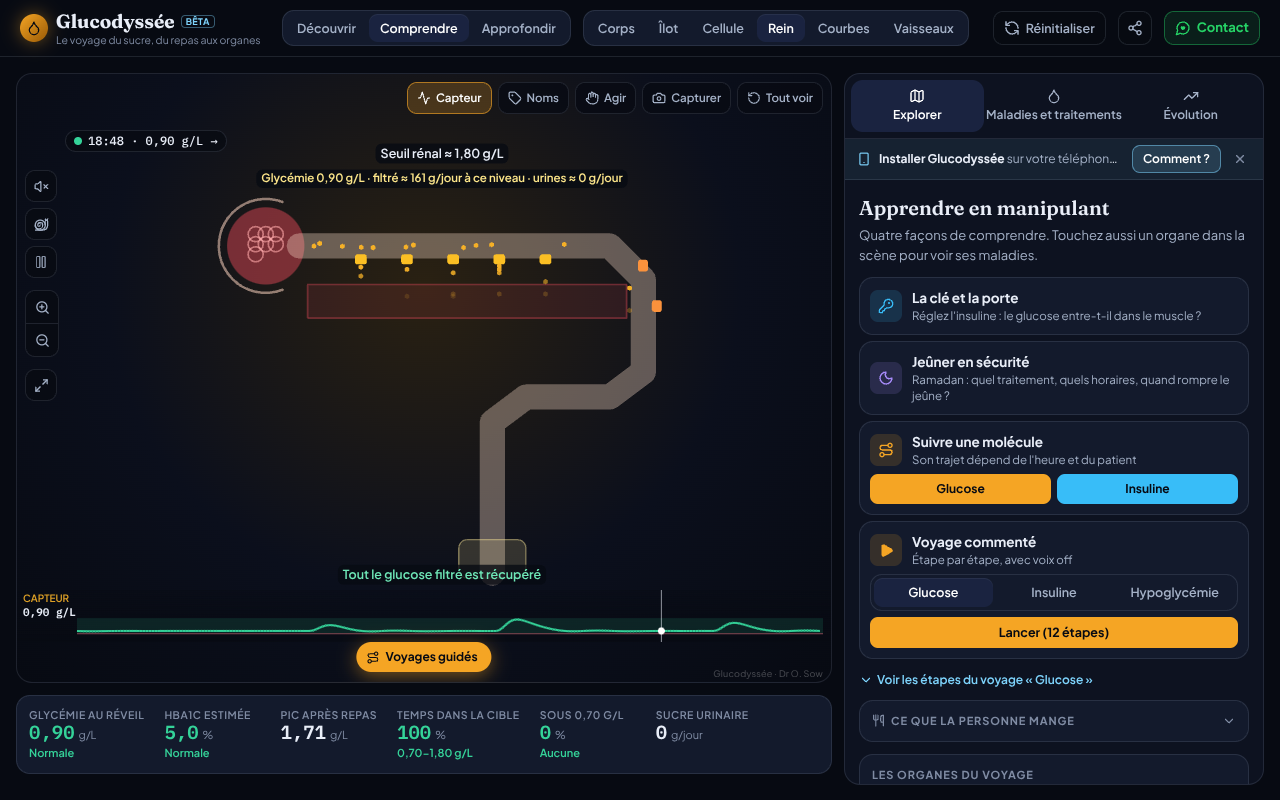 Glucodyssée BÊTA
Le voyage du sucre, du repas aux organes
Découvrir Comprendre Approfondir
Corps Îlot Cellule Rein Courbes Vaisseaux
Réinitialiser
Contact
Capteur Noms Agir Capturer Tout voir
18:48 · 0,90 g/L →
Seuil rénal ≈ 1,80 g/L
Glycémie 0,90 g/L · filtré ≈ 161 g/jour à ce niveau · urines ≈ 0 g/jour
Tout le glucose filtré est récupéré
CAPTEUR
0,90 g/L
Voyages guidés
Glucodyssée · Dr O. Sow
GLYCÉMIE AU RÉVEIL
0,90 g/L
Normale
HBA1C ESTIMÉE
5,0 %
Normale
PIC APRÈS REPAS
1,71 g/L
TEMPS DANS LA CIBLE
100 %
0,70–1,80 g/L
SOUS 0,70 G/L
0 %
Aucune
SUCRE URINAIRE
0 g/jour
Explorer
Maladies et traitements
Évolution
Installer Glucodyssée sur votre téléphon…
Comment ?
Apprendre en manipulant
Quatre façons de comprendre. Touchez aussi un organe dans la
scène pour voir ses maladies.
La clé et la porte
Réglez l'insuline : le glucose entre-t-il dans le muscle ?
Jeûner en sécurité
Ramadan : quel traitement, quels horaires, quand rompre le
jeûne ?
Suivre une molécule
Son trajet dépend de l'heure et du patient
Glucose Insuline
Voyage commenté
Étape par étape, avec voix off
Glucose Insuline Hypoglycémie
Lancer (12 étapes)
Voir les étapes du voyage « Glucose »
CE QUE LA PERSONNE MANGE
LES ORGANES DU VOYAGE